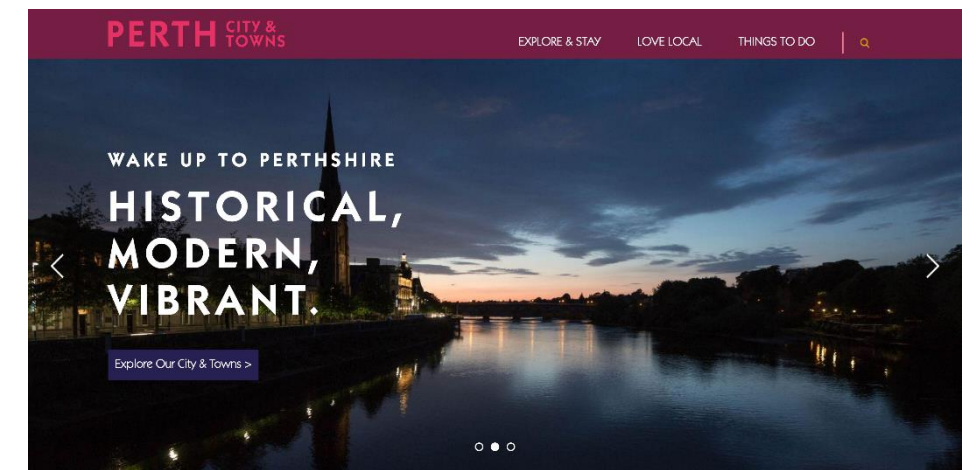 PERTH CITY &
TOWNS
EXPLORE & STAY LOVE LOCAL THINGS TO DO
WAKE UP TO PERTHSHIRE
HISTORICAL,
MODERN,
VIBRANT.
Explore Our City & Towns >